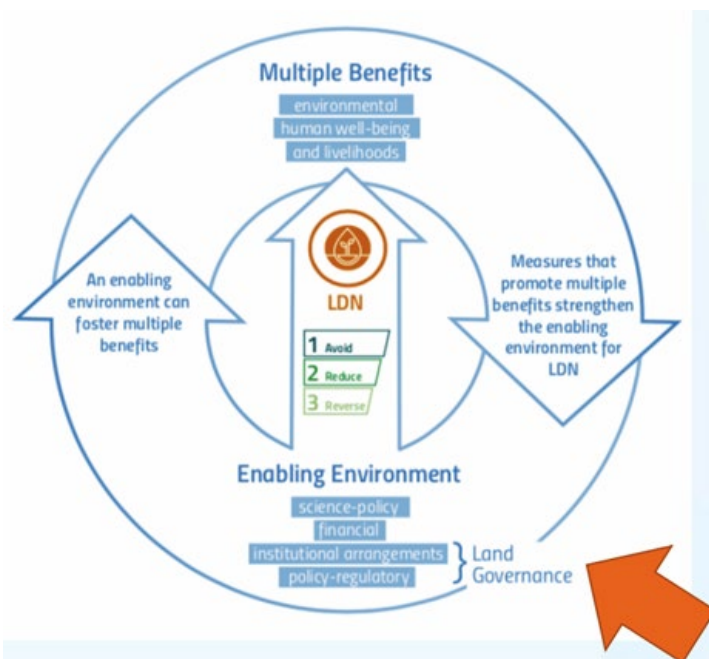 Multiple Benefits
environmental
human well-being
and livelihoods
An enabling
environment can
foster multiple
benefits
LDN
1 Avoid
2 Reduce
3 Reverse
Measures that
promote multiple
benefits strengthen
the enabling
environment for
LDN
Enabling Environment
science-policy
financial
institutional arrangements
policy-regulatory
Land
Governance